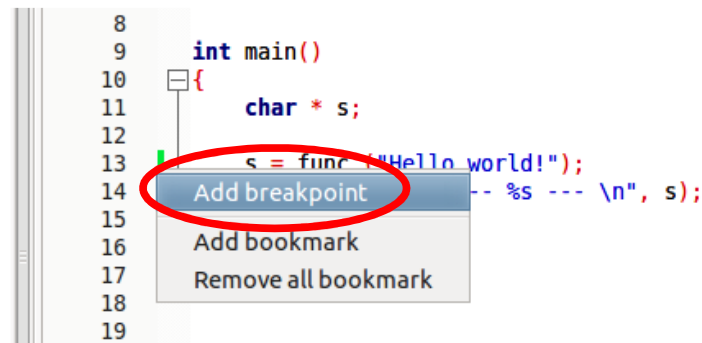 8
9 int main()
10 {
11 char * s;
12
13 s = func ("Hello world!");
14 Add breakpoint -- %s --- \n", s);
15
16 Add bookmark
17 Remove all bookmark
18
19